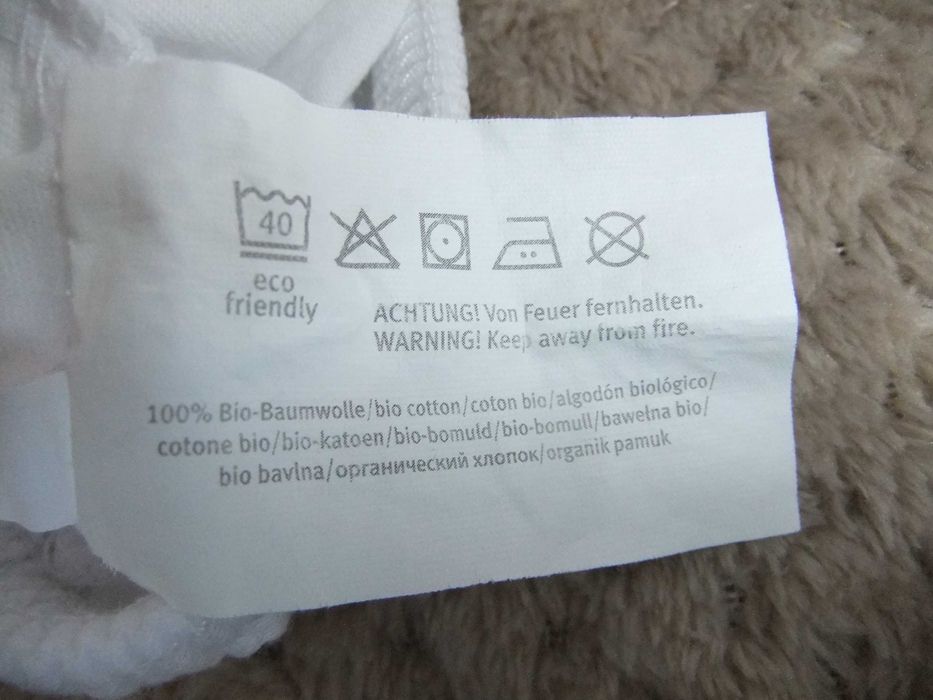 40
eco
friendly
ACHTUNG! Von Feuer fernhalten.
WARNING! Keep away from fire.
100% Bio-Baumwolle/bio cotton/coton bio/algodón biológico/
cotone bio/bio-katoen/bio-bomuld/bio-bomull/bawełna bio/
bio bavlna/органический хлопок/organik pamuk